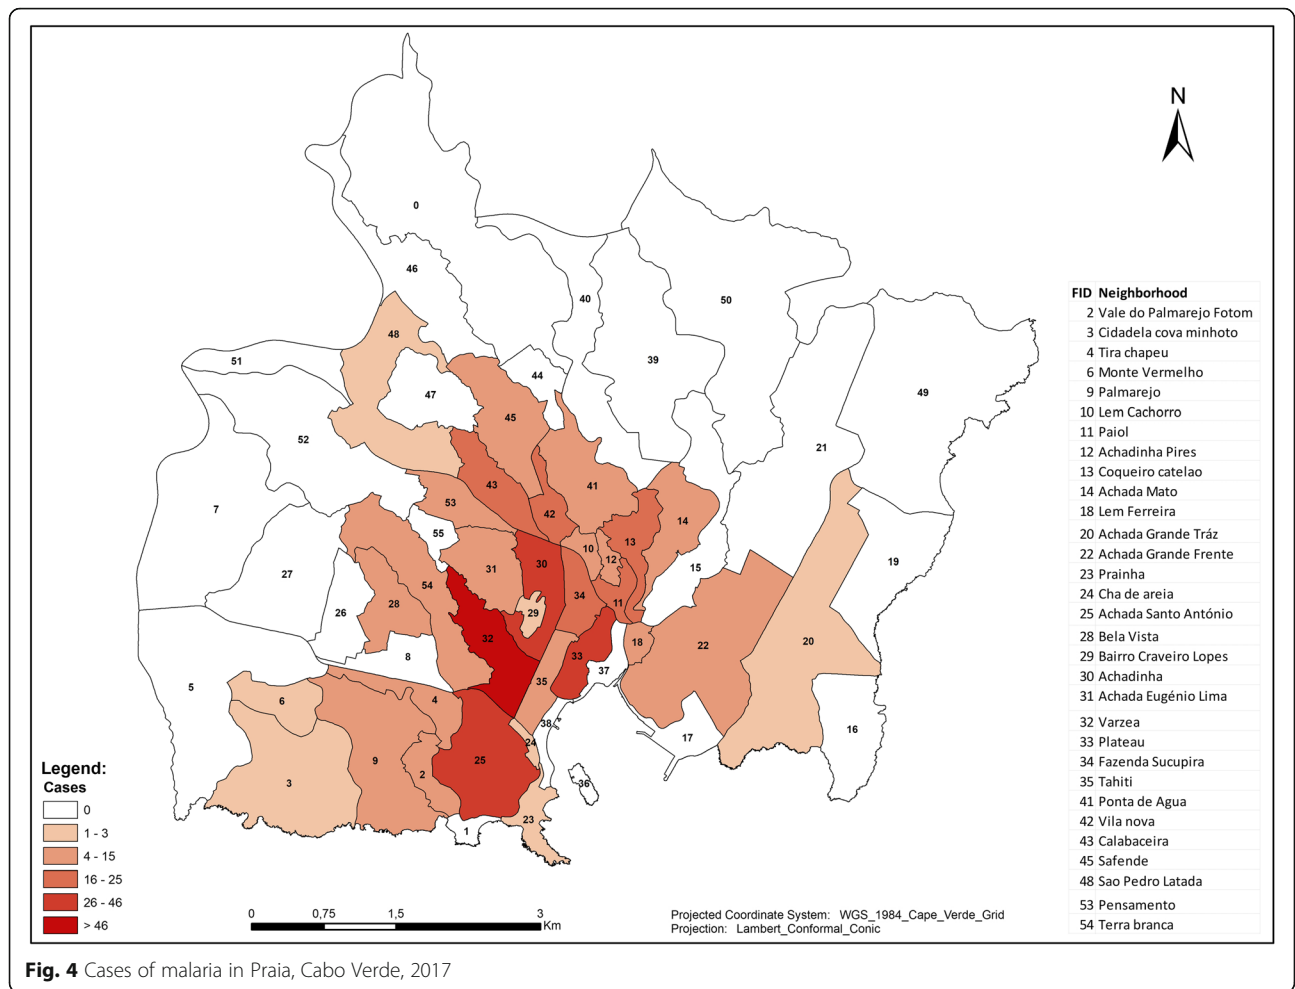 N
0
46
40
50
48
51
39
44
47
49
45
52
21
43
41
53
7
42
14
55
13
10
12
30
19
15
31
27
54
28
34
11
26
29
32
18
20
22
33
8
37
35
5
6
4
38
16
17
24
25
9
2
3
36
23
1
FID Neighborhood
2 Vale do Palmarejo Fotom
3 Cidadela cova minhoto
4 Tira chapeu
6 Monte Vermelho
9 Palmarejo
10 Lem Cachorro
11 Paiol
12 Achadinha Pires
13 Coqueiro catelao
14 Achada Mato
18 Lem Ferreira
20 Achada Grande Tráz
22 Achada Grande Frente
23 Prainha
24 Cha de areia
25 Achada Santo António
28 Bela Vista
29 Bairro Craveiro Lopes
30 Achadinha
31 Achada Eugénio Lima
32 Varzea
33 Plateau
34 Fazenda Sucupira
35 Tahiti
41 Ponta de Agua
42 Vila nova
43 Calabaceira
45 Safende
48 Sao Pedro Latada
53 Pensamento
54 Terra branca
Legend:
Cases
0
1 - 3
4 - 15
16 - 25
26 - 46
> 46
0 0,75 1,5 3
Km
Projected Coordinate System: WGS_1984_Cape_Verde_Grid
Projection: Lambert_Conformal_Conic
Fig. 4 Cases of malaria in Praia, Cabo Verde, 2017